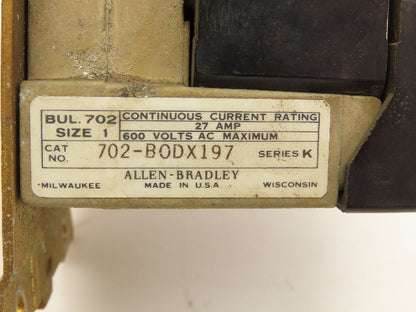 BUL. 702 CONTINUOUS CURRENT RATING
SIZE 1 27 AMP
600 VOLTS AC MAXIMUM
CAT NO. 702-BODX197 SERIES K
ALLEN-BRADLEY
MILWAUKEE MADE IN U.S.A. WISCONSIN